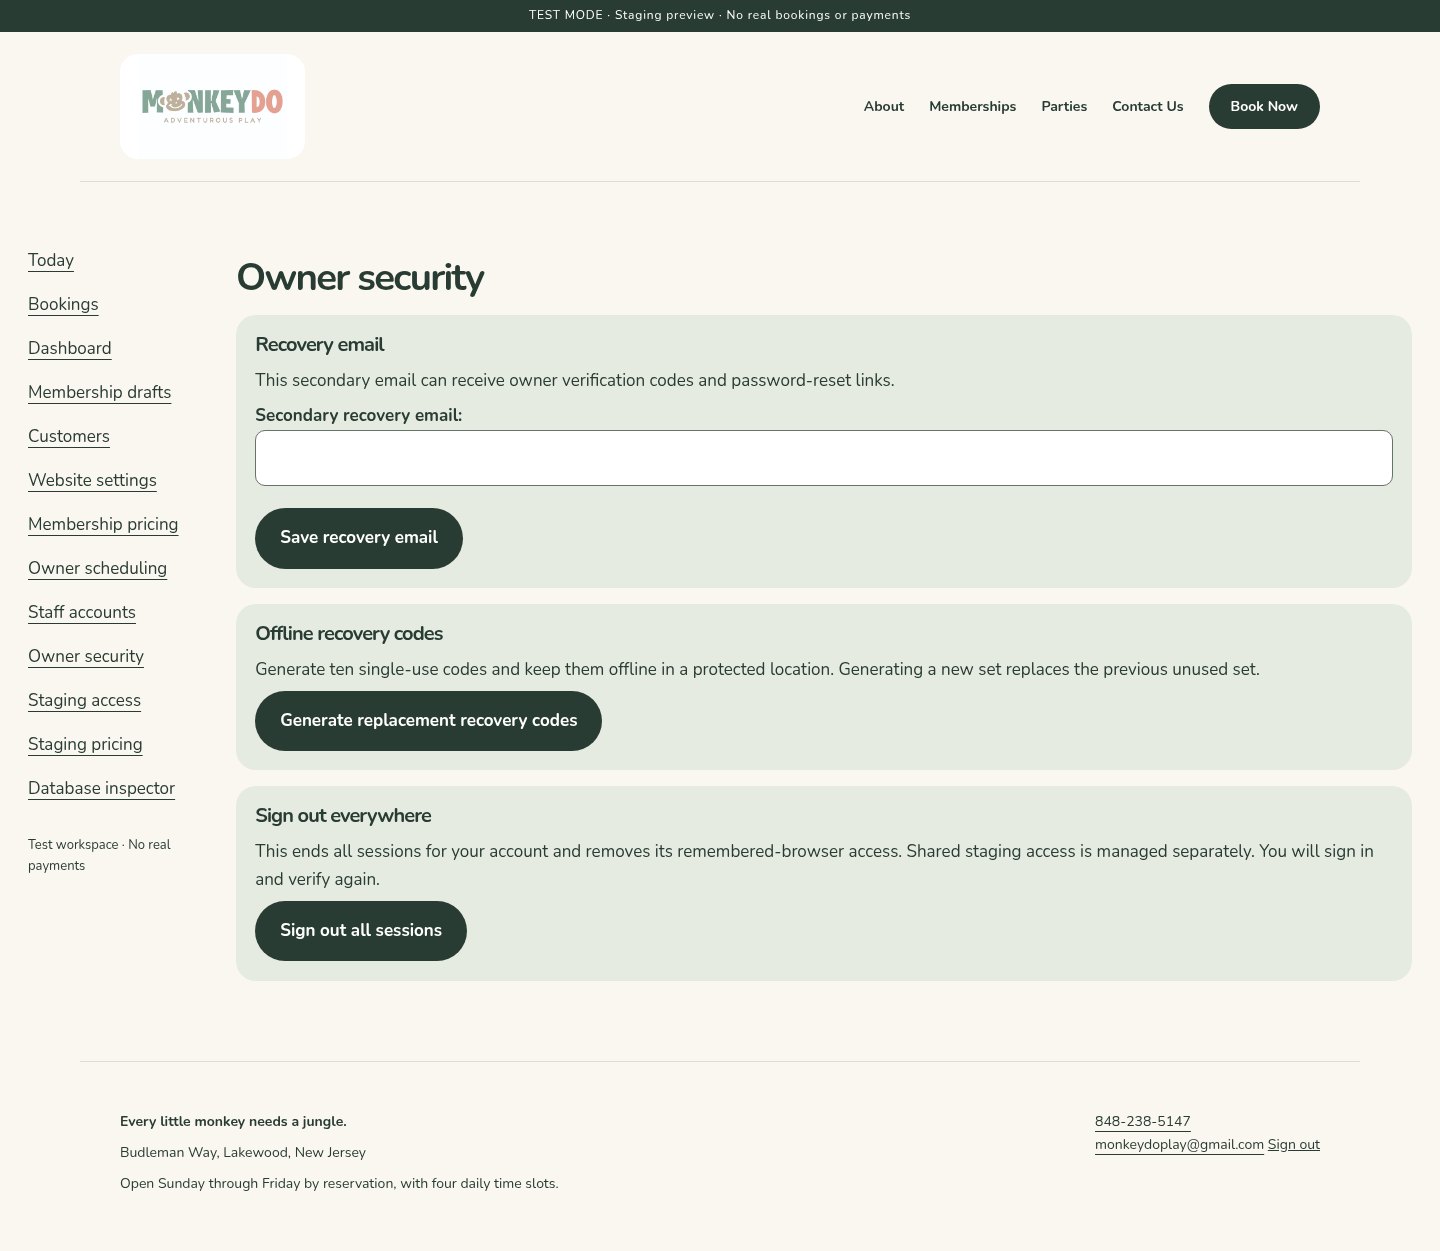 TEST MODE · Staging preview · No real bookings or payments
MONKEYDO
ADVENTUROUS PLAY
About
Memberships
Parties
Contact Us
Book Now
Today
Bookings
Dashboard
Membership drafts
Customers
Website settings
Membership pricing
Owner scheduling
Staff accounts
Owner security
Staging access
Staging pricing
Database inspector
Test workspace · No real
payments
Owner security
Recovery email
This secondary email can receive owner verification codes and password-reset links.
Secondary recovery email:
Save recovery email
Offline recovery codes
Generate ten single-use codes and keep them offline in a protected location. Generating a new set replaces the previous unused set.
Generate replacement recovery codes
Sign out everywhere
This ends all sessions for your account and removes its remembered-browser access. Shared staging access is managed separately. You will sign in
and verify again.
Sign out all sessions
Every little monkey needs a jungle.
Budleman Way, Lakewood, New Jersey
Open Sunday through Friday by reservation, with four daily time slots.
848-238-5147
monkeydoplay@gmail.com Sign out